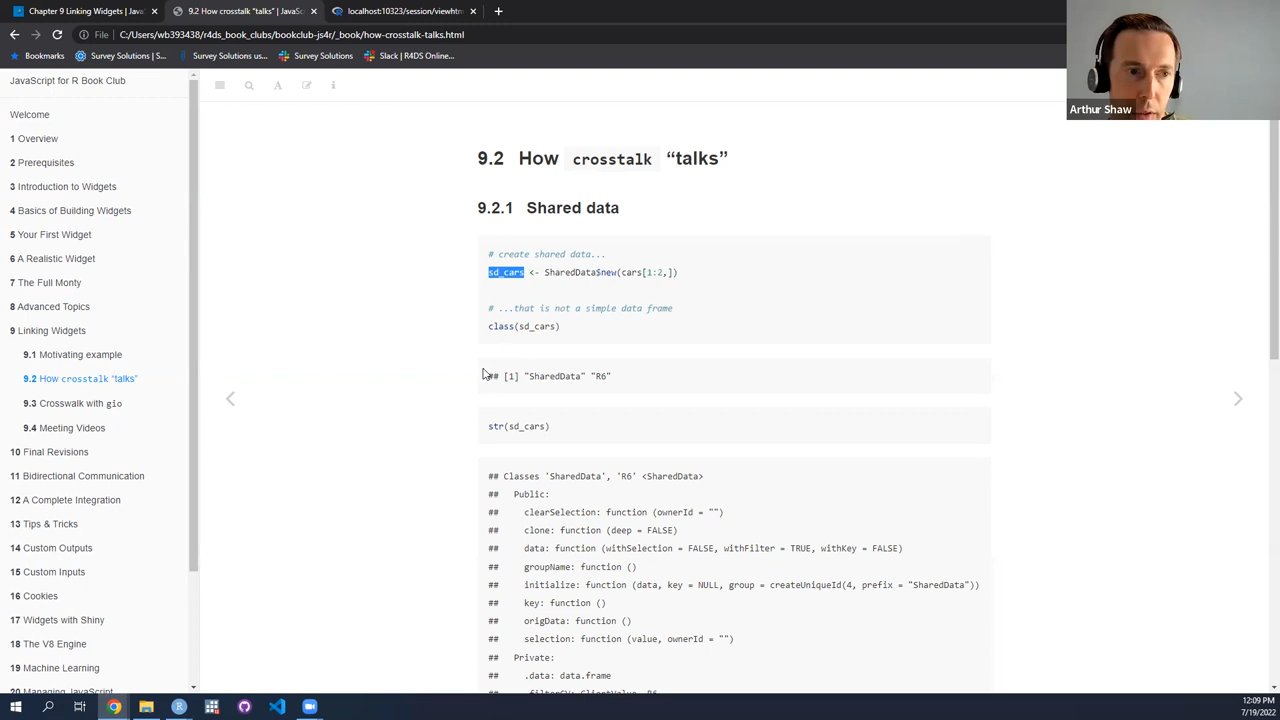 Chapter 9 Linking Widgets | Java
9.2 How crosstalk "talks" | JavaSc
localhost:10323/session/viewhtm
File
C:/Users/wb393438/r4ds_book_clubs/bookclub-js4r/_book/how-crosstalk-talks.html
Bookmarks
Survey Solutions | S...
Survey Solutions us...
Survey Solutions
Slack | R4DS Online...
Arthur Shaw
JavaScript for R Book Club
Welcome
1 Overview
2 Prerequisites
3 Introduction to Widgets
4 Basics of Building Widgets
5 Your First Widget
6 A Realistic Widget
7 The Full Monty
8 Advanced Topics
9 Linking Widgets
9.1 Motivating example
9.2 How crosstalk "talks"
9.3 Crosswalk with gio
9.4 Meeting Videos
10 Final Revisions
11 Bidirectional Communication
12 A Complete Integration
13 Tips & Tricks
14 Custom Outputs
15 Custom Inputs
16 Cookies
17 Widgets with Shiny
18 The V8 Engine
19 Machine Learning
20 Managing JavaScript
9.2 How crosstalk “talks”
9.2.1 Shared data
# create shared data...
sd_cars <- SharedData$new(cars[1:2,])
# ...that is not a simple data frame
class(sd_cars)
## [1] "SharedData" "R6"
str(sd_cars)
## Classes 'SharedData', 'R6' <SharedData>
##   Public:
##     clearSelection: function (ownerId = "")
##     clone: function (deep = FALSE)
##     data: function (withSelection = FALSE, withFilter = TRUE, withKey = FALSE)
##     groupName: function ()
##     initialize: function (data, key = NULL, group = createUniqueId(4, prefix = "SharedData"))
##     key: function ()
##     origData: function ()
##     selection: function (value, ownerId = "")
##   Private:
##     .data: data.frame
##     .filterCV: ClientValue, R6
12:09 PM
7/19/2022